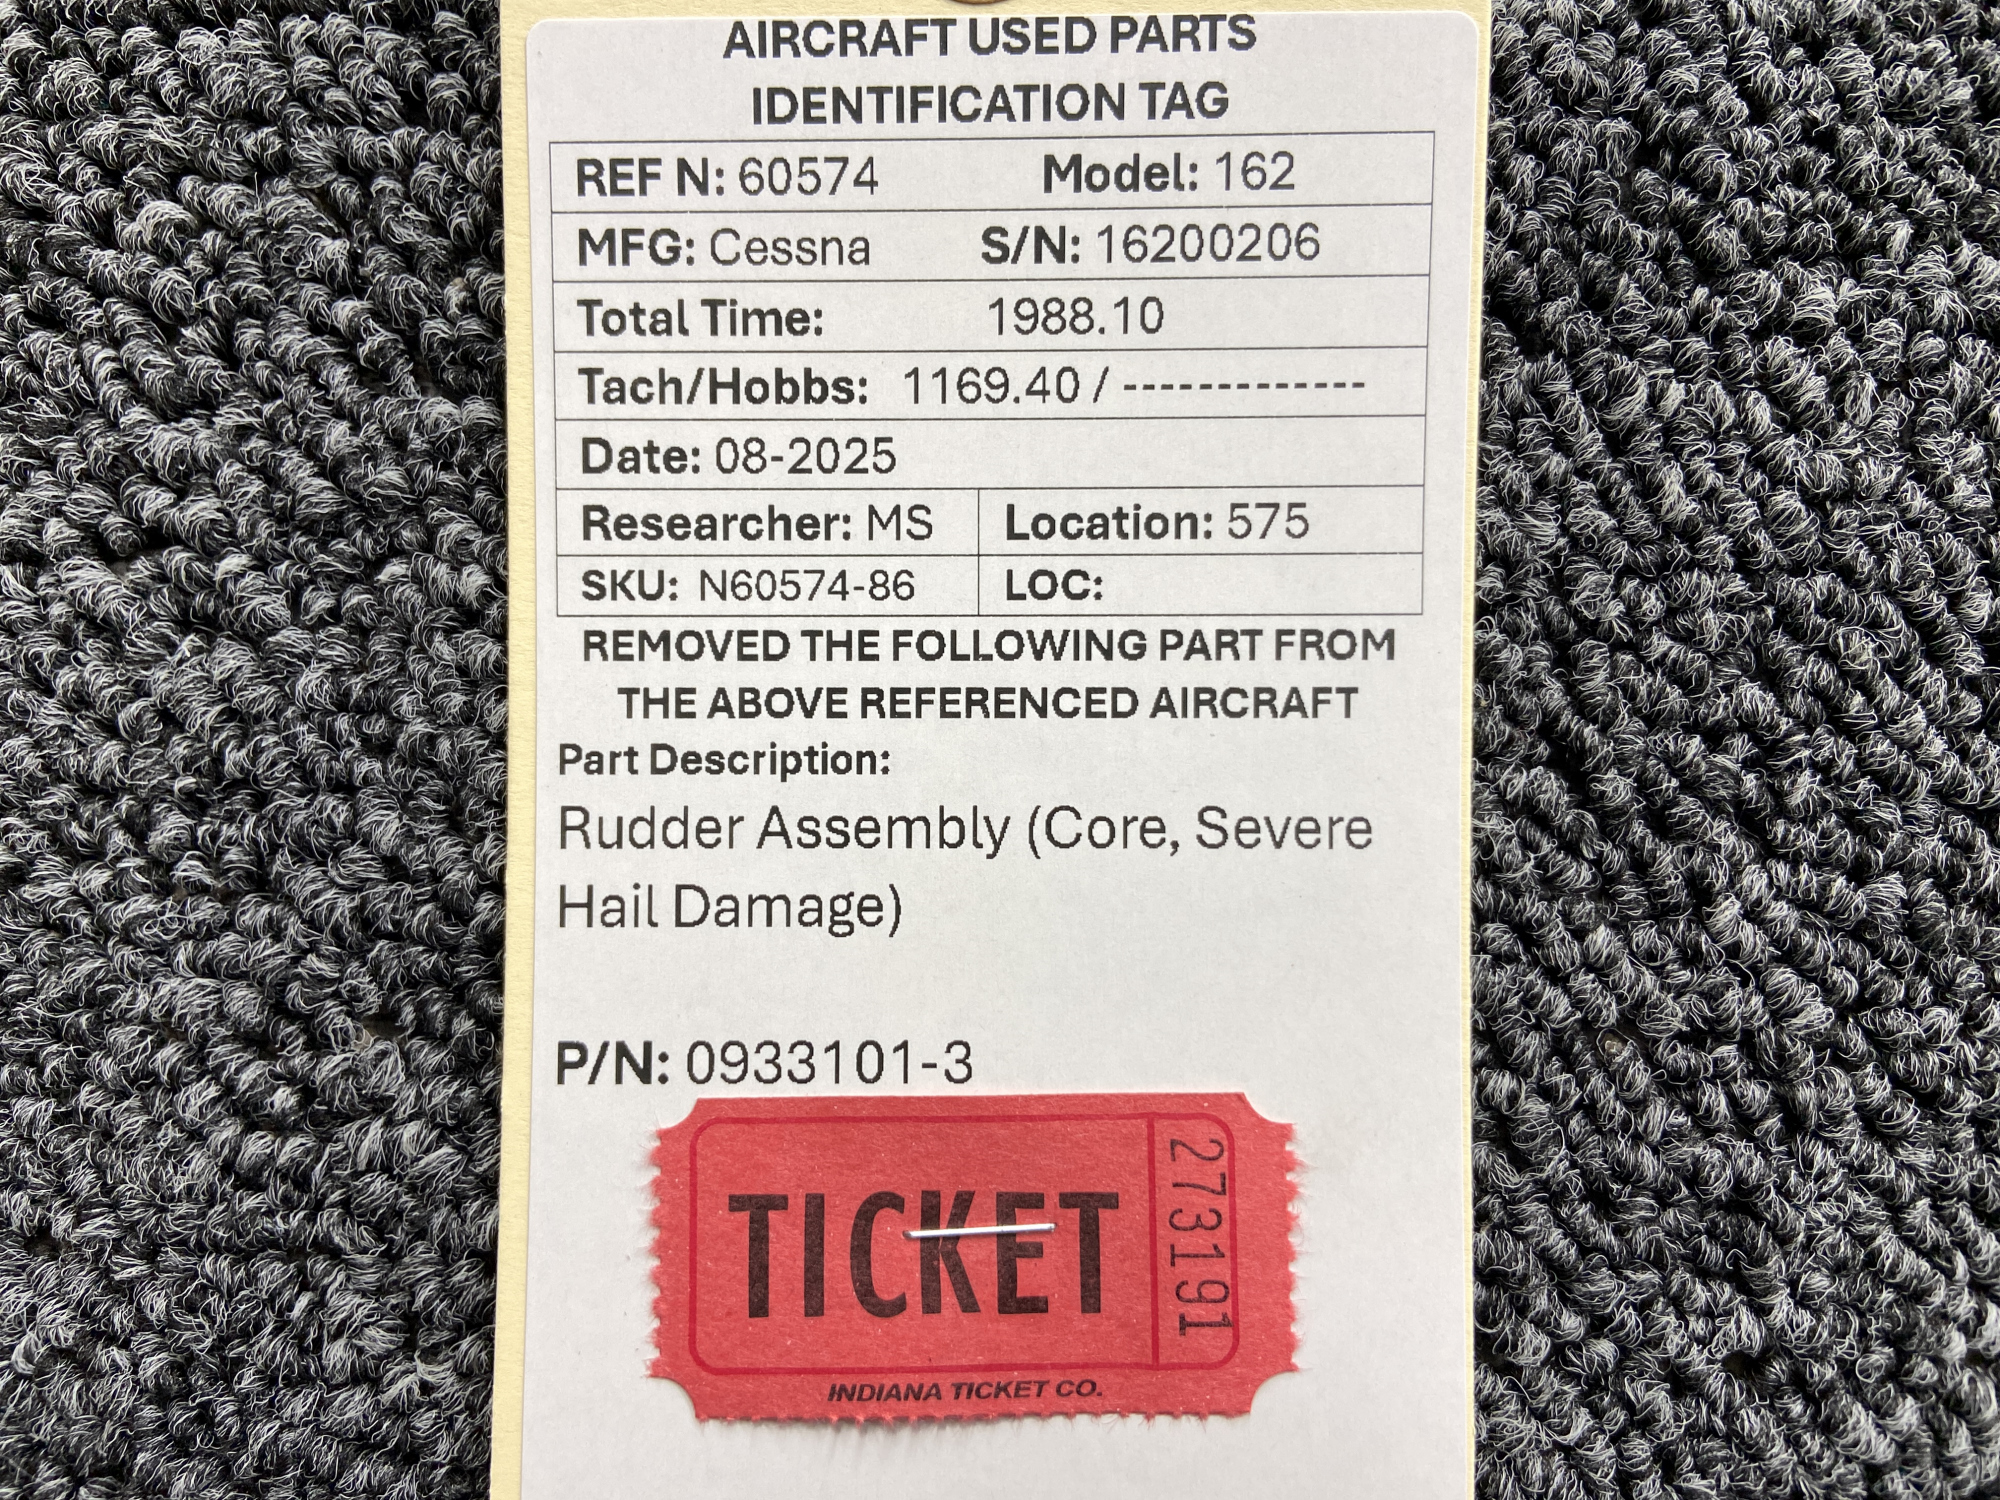 AIRCRAFT USED PARTS
IDENTIFICATION TAG
REF N: 60574 Model: 162
MFG: Cessna S/N: 16200206
Total Time: 1988.10
Tach/Hobbs: 1169.40 / -------------
Date: 08-2025
Researcher: MS Location: 575
SKU: N60574-86 LOC:
REMOVED THE FOLLOWING PART FROM
THE ABOVE REFERENCED AIRCRAFT
Part Description:
Rudder Assembly (Core, Severe
Hail Damage)
P/N: 0933101-3
TICKET
273191
INDIANA TICKET CO.